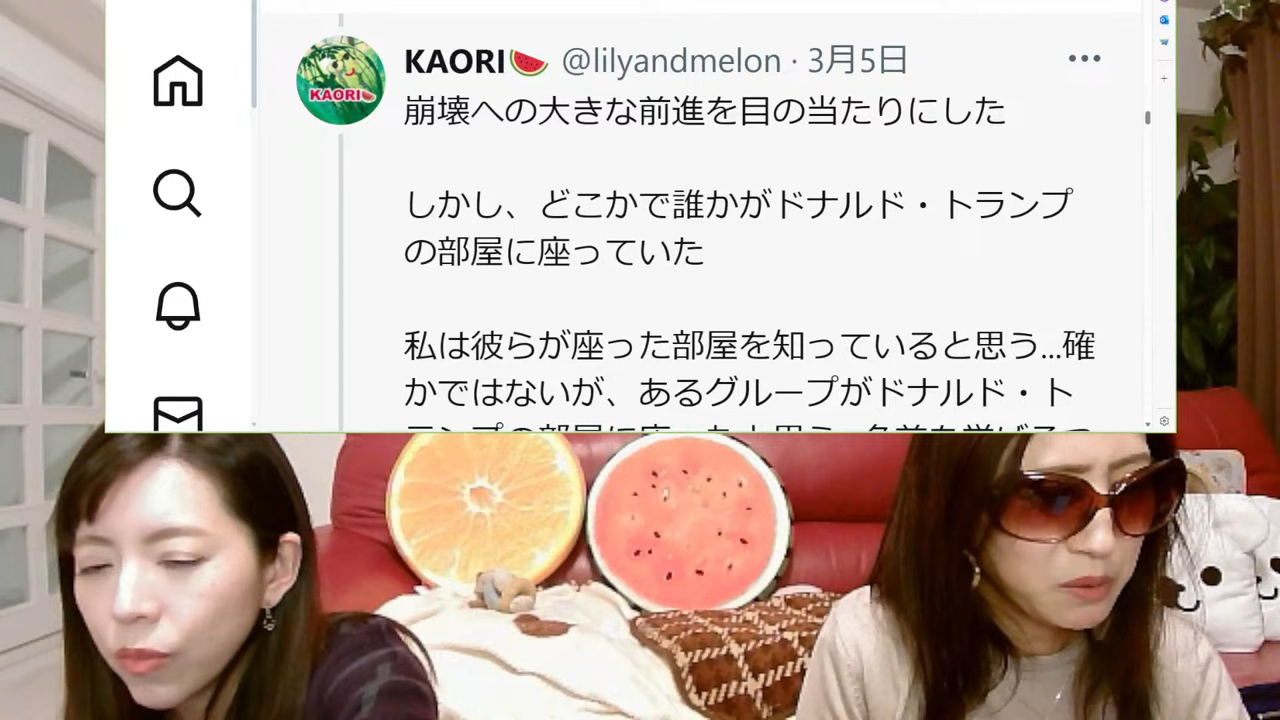 KAORI🍉 @lilyandmelon · 3月5日
KAORI
崩壊への大きな前進を目の当たりにした
しかし、どこかで誰かがドナルド・トランプ
の部屋に座っていた
私は彼らが座った部屋を知っていると思う...確
かではないが、あるグループがドナルド・ト